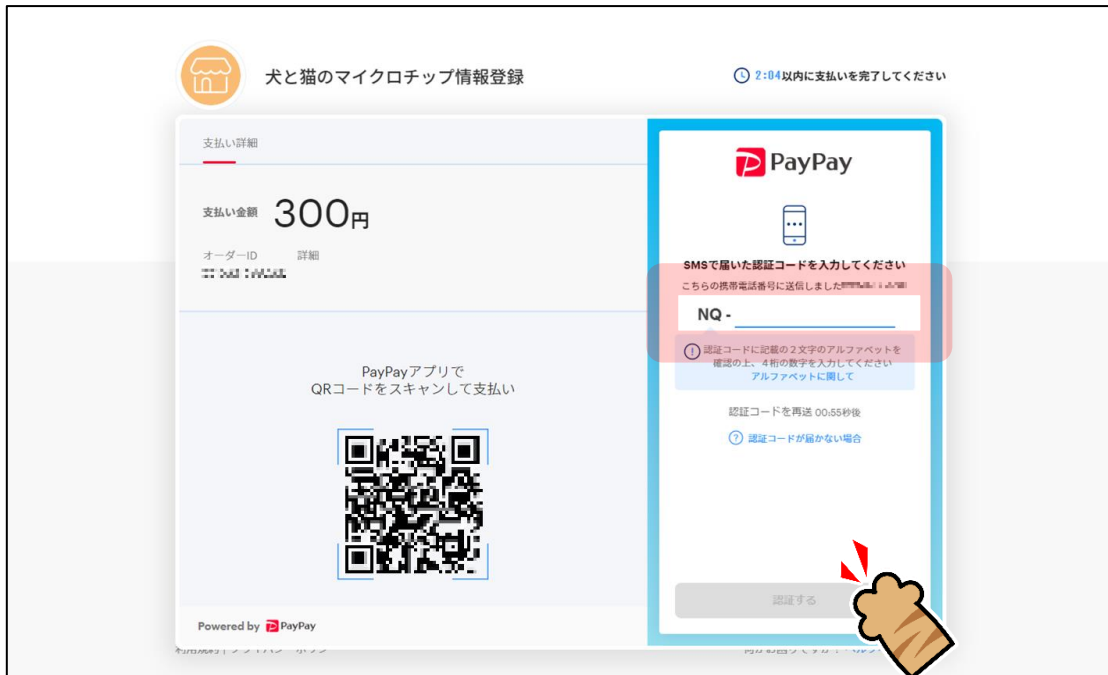 犬と猫のマイクロチップ情報登録
2:04以内に支払いを完了してください
支払い詳細
支払い金額 300円
オーダーID 詳細
PayPayアプリで
QRコードをスキャンして支払い
Powered by PayPay
PayPay
SMSで届いた認証コードを入力してください
こちらの携帯電話番号に送信しました
NQ -
認証コードに記載の2文字のアルファベットを
確認の上、4桁の数字を入力してください
アルファベットに関して
認証コードを再送 00:55秒後
認証コードが届かない場合
認証する